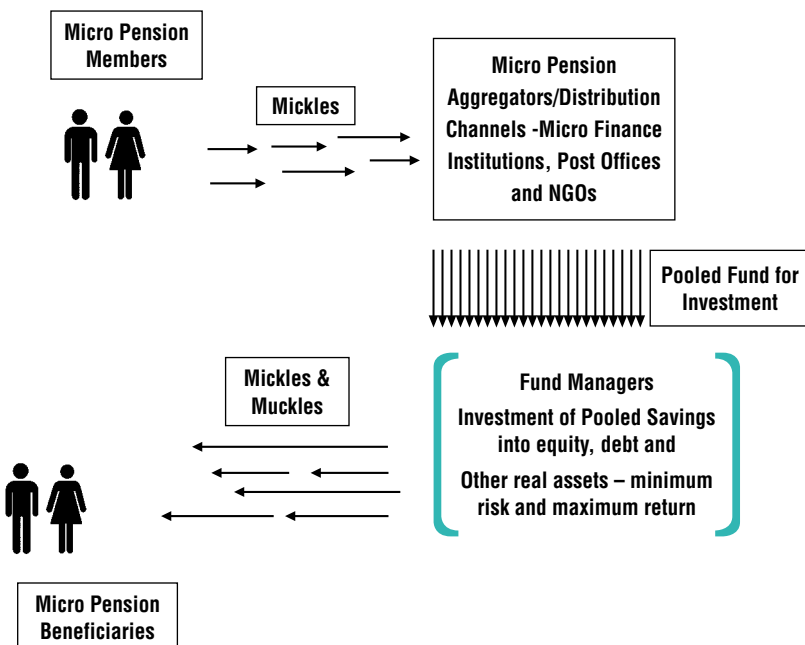 Micro Pension
Members
Mickles
Micro Pension
Aggregators/Distribution
Channels -Micro Finance
Institutions, Post Offices
and NGOs
Pooled Fund for
Investment
Mickles &
Muckles
Fund Managers
Investment of Pooled Savings
into equity, debt and
Other real assets – minimum
risk and maximum return
Micro Pension
Beneficiaries